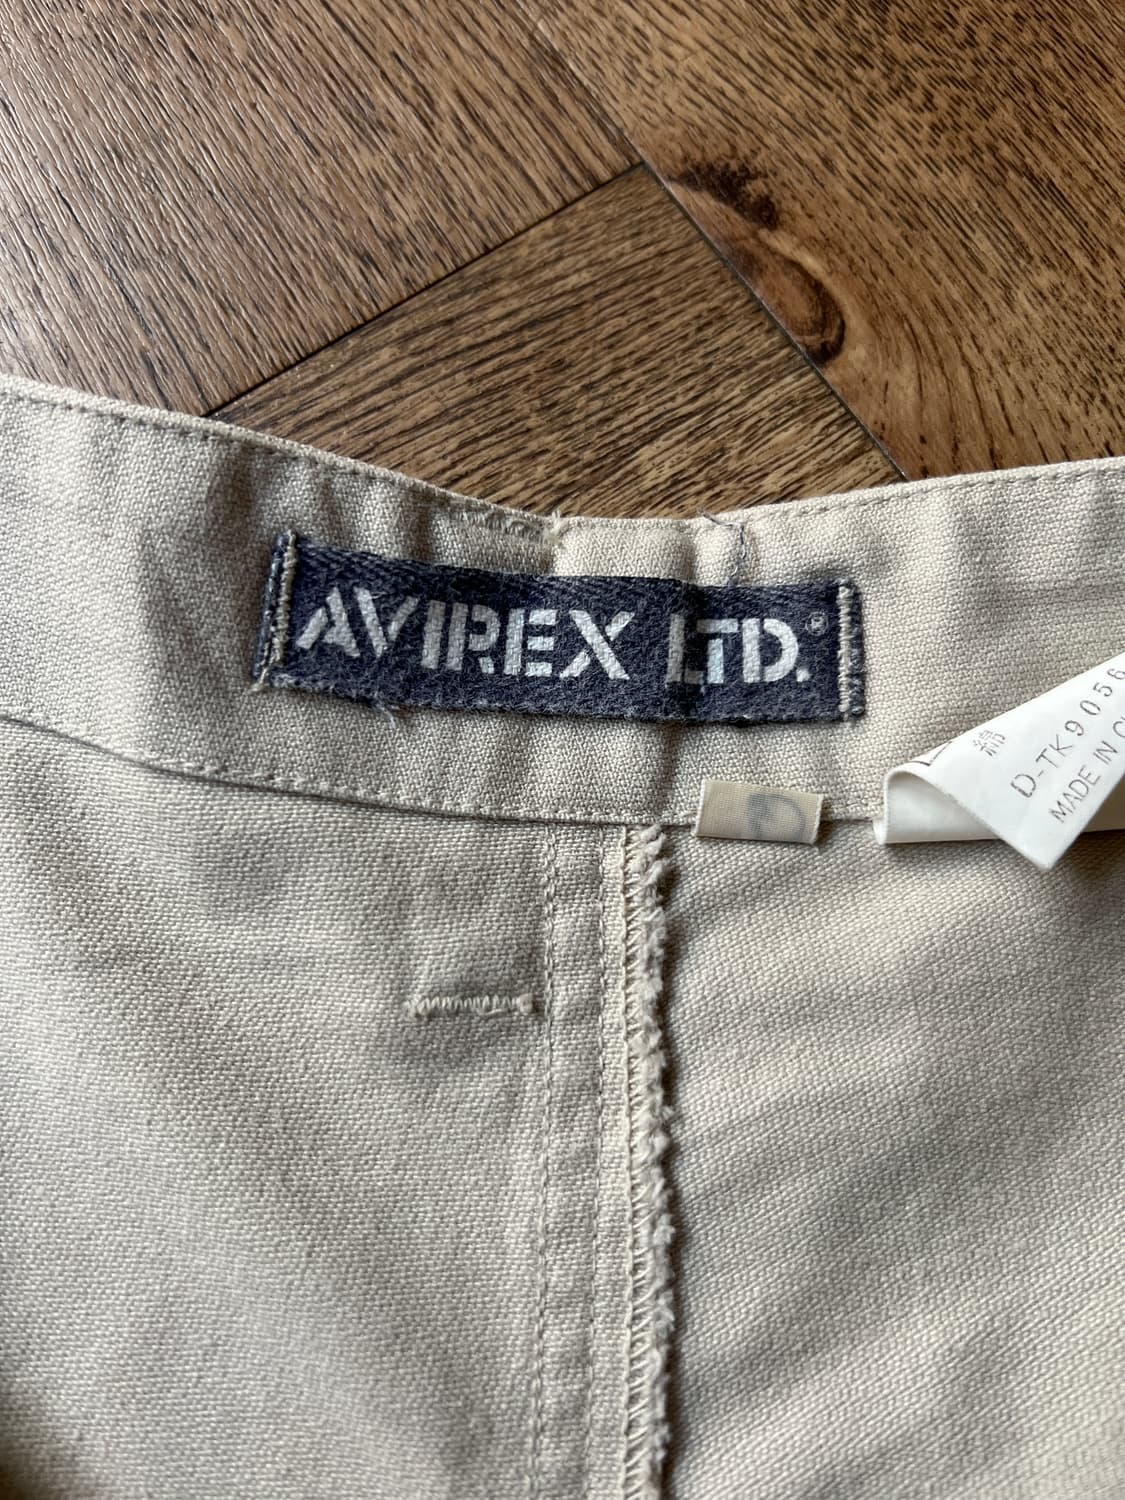 AVIREX LTD.®
綿
D-TK9056
MADE IN C